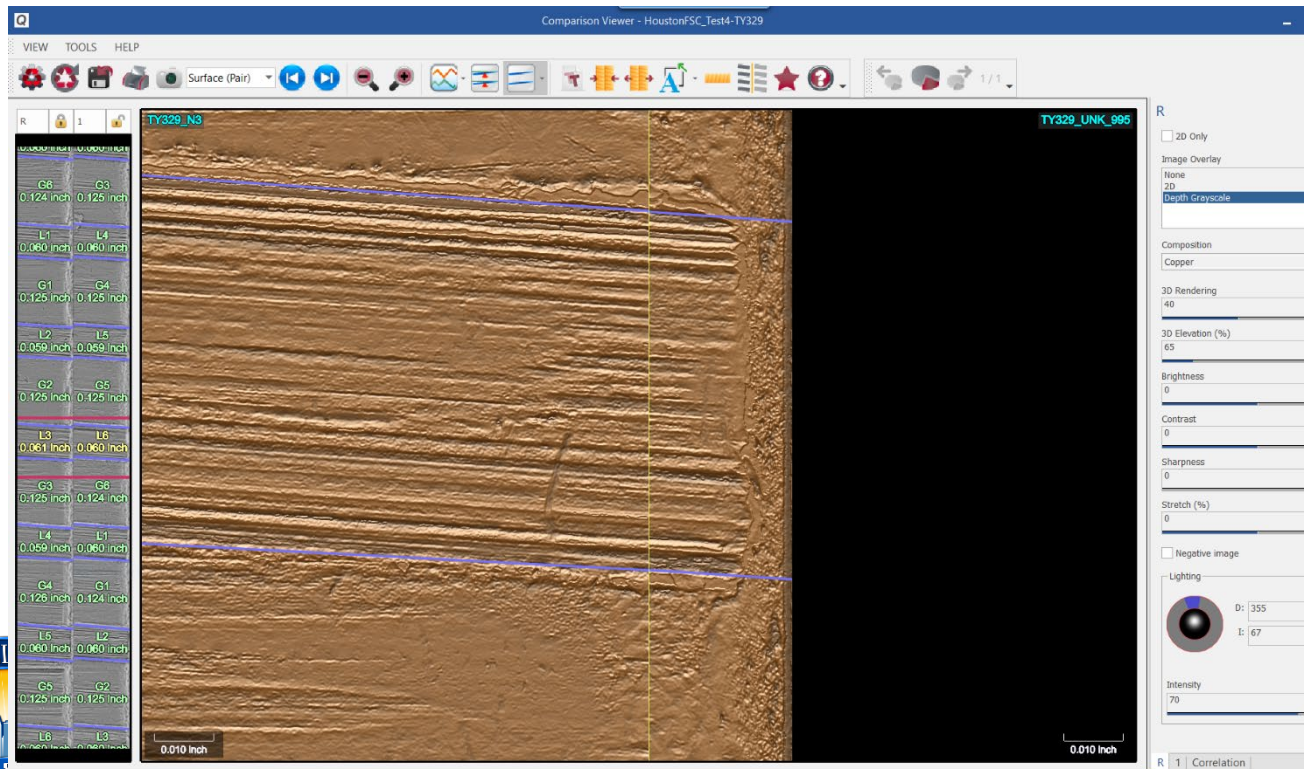 Q
Comparison Viewer - HoustonFSC_Test4-TY329
VIEW TOOLS HELP
Surface (Pair)
1 / 1
R 1
G6 G3
0.124 inch 0.125 inch
L1 L4
0.060 inch 0.060 inch
G1 G4
0.125 inch 0.125 inch
L2 L5
0.059 inch 0.059 inch
G2 G5
0.125 inch 0.125 inch
L3 L6
0.061 inch 0.060 inch
G3 G6
0.125 inch 0.124 inch
L4 L1
0.059 inch 0.060 inch
G4 G1
0.126 inch 0.124 inch
L5 L2
0.060 inch 0.060 inch
G5 G2
0.125 inch 0.125 inch
L6 L3
TY329_N3
TY329_UNK_995
0.010 inch
0.010 inch
R
2D Only
Image Overlay
None
2D
Depth Grayscale
Composition
Copper
3D Rendering
40
3D Elevation (%)
65
Brightness
0
Contrast
0
Sharpness
0
Stretch (%)
0
Negative image
Lighting
D: 355
I: 67
Intensity
70
R 1 Correlation